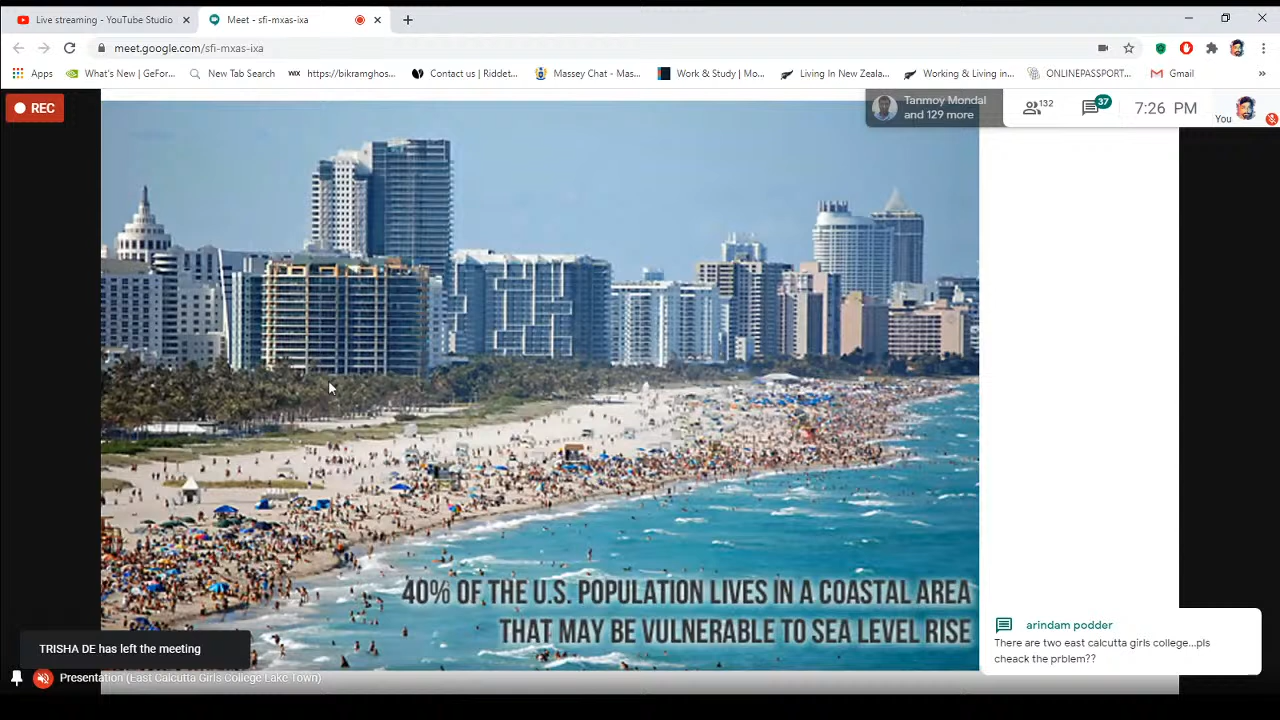 Live streaming - YouTube Studio
Meet - sfi-mxas-ixa
meet.google.com/sfi-mxas-ixa
Apps
What's New | GeFor...
New Tab Search
WIX https://bikramghos...
Contact us | Riddet...
Massey Chat - Mas...
Work & Study | Mo...
Living In New Zeala...
Working & Living in...
ONLINEPASSPORT...
Gmail
REC
Tanmoy Mondal
and 129 more
132
37
7:26 PM
You
40% OF THE U.S. POPULATION LIVES IN A COASTAL AREA
THAT MAY BE VULNERABLE TO SEA LEVEL RISE
arindam podder
There are two east calcutta girls college...pls
cheack the prblem??
TRISHA DE has left the meeting
Presentation (East Calcutta Girls College Lake Town)